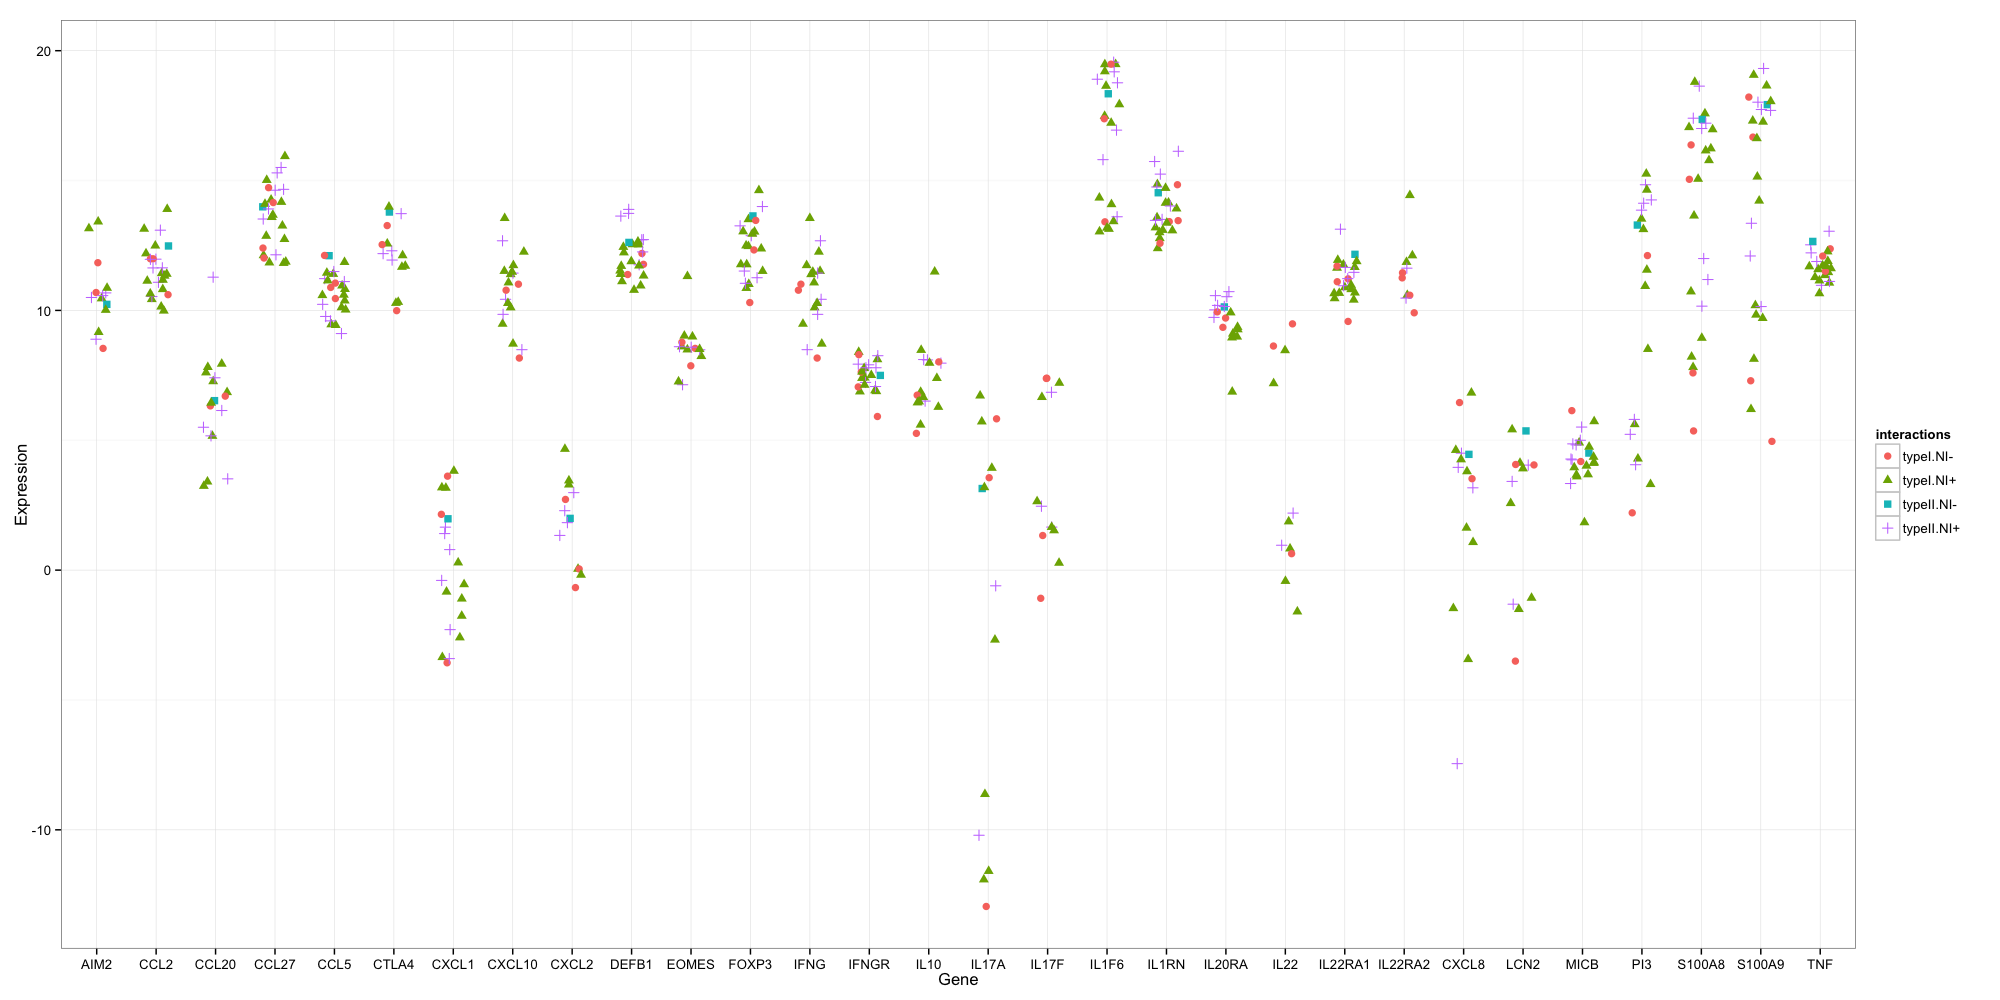 20
10
0
-10
Expression
AIM2 CCL2 CCL20 CCL27 CCL5 CTLA4 CXCL1 CXCL10 CXCL2 DEFB1 EOMES FOXP3 IFNG IFNGR IL10 IL17A IL17F IL1F6 IL1RN IL20RA IL22 IL22RA1 IL22RA2 CXCL8 LCN2 MICB PI3 S100A8 S100A9 TNF
Gene
interactions
typeI.NI-
typeI.NI+
typeII.NI-
typeII.NI+